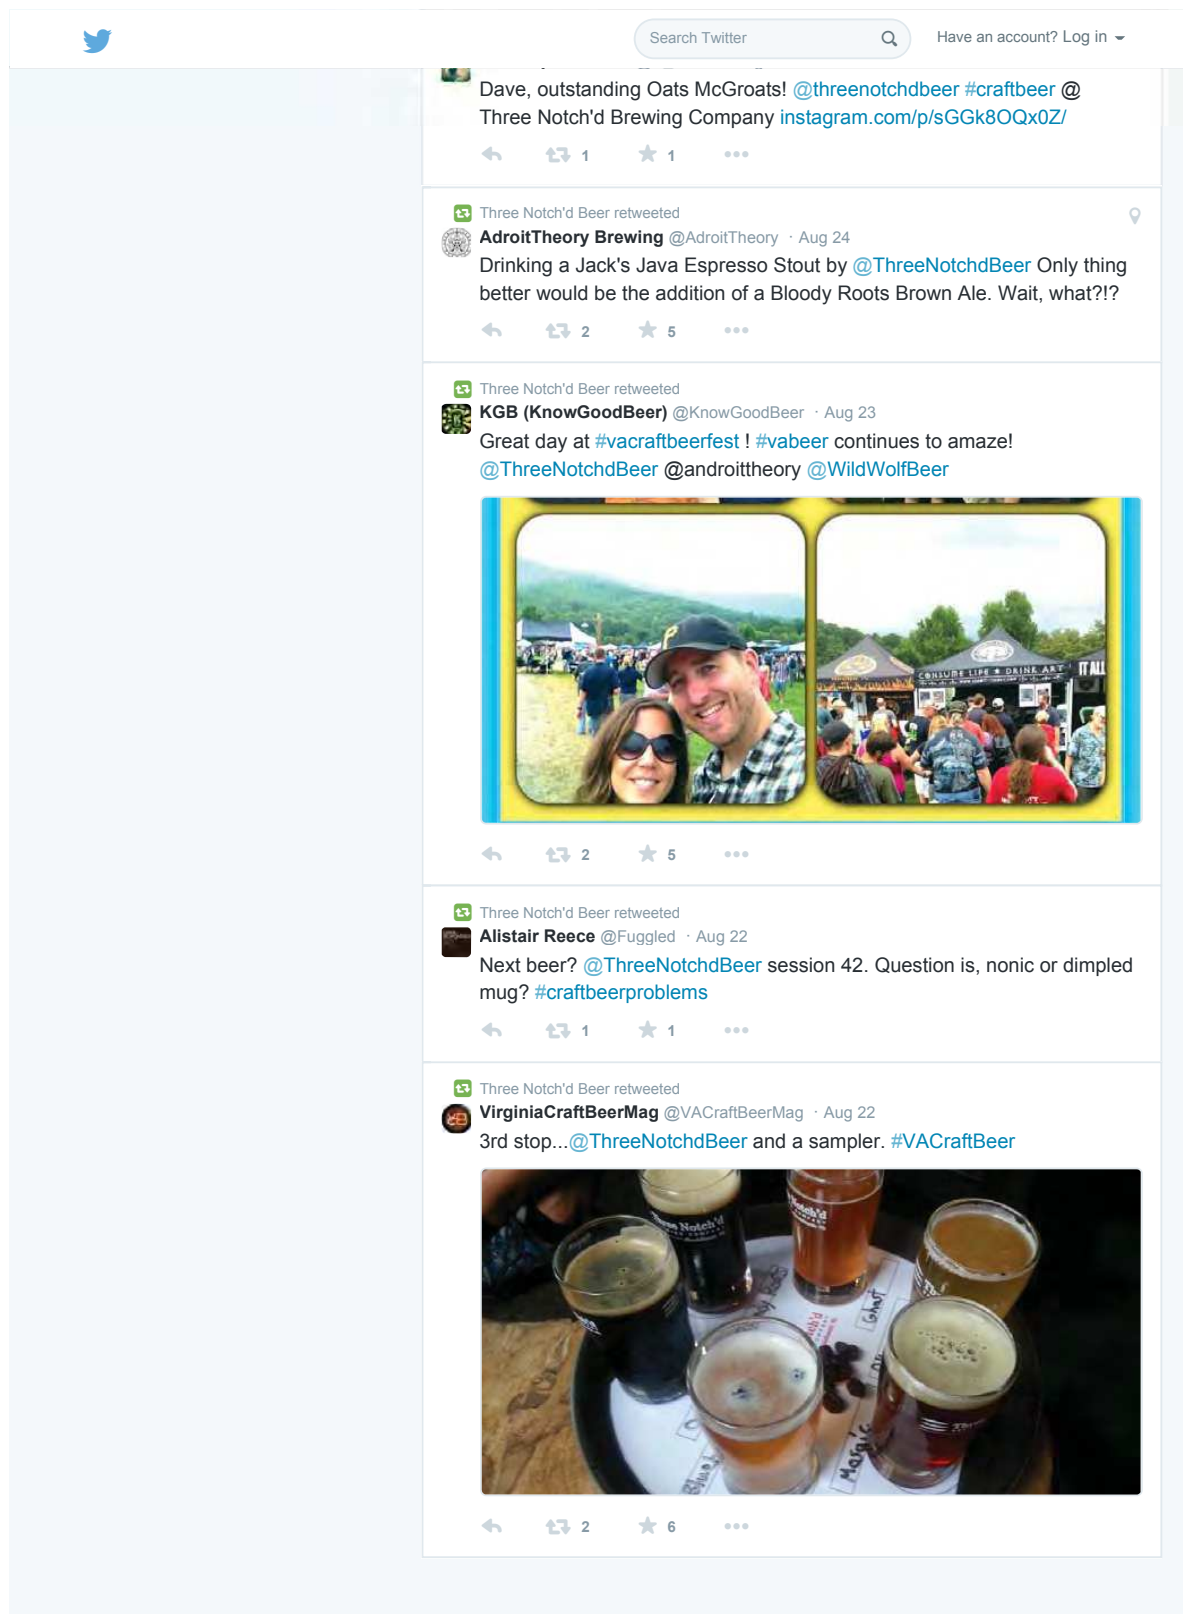 Search Twitter
Have an account? Log in
Dave, outstanding Oats McGroats! @threenotchdbeer #craftbeer @
Three Notch'd Brewing Company instagram.com/p/sGGk8OQx0Z/
1 1
Three Notch'd Beer retweeted
AdroitTheory Brewing @AdroitTheory · Aug 24
Drinking a Jack's Java Espresso Stout by @ThreeNotchdBeer Only thing
better would be the addition of a Bloody Roots Brown Ale. Wait, what?!?
2 5
Three Notch'd Beer retweeted
KGB (KnowGoodBeer) @KnowGoodBeer · Aug 23
Great day at #vacraftbeerfest ! #vabeer continues to amaze!
@ThreeNotchdBeer @androittheory @WildWolfBeer
P
CONSUME LIFE ★ DRINK ART
IT ALL
2 5
Three Notch'd Beer retweeted
Alistair Reece @Fuggled · Aug 22
Next beer? @ThreeNotchdBeer session 42. Question is, nonic or dimpled
mug? #craftbeerproblems
1 1
Three Notch'd Beer retweeted
VirginiaCraftBeerMag @VACraftBeerMag · Aug 22
3rd stop...@ThreeNotchdBeer and a sampler. #VACraftBeer
Notch'd
Notch'd
Ghost
2 6